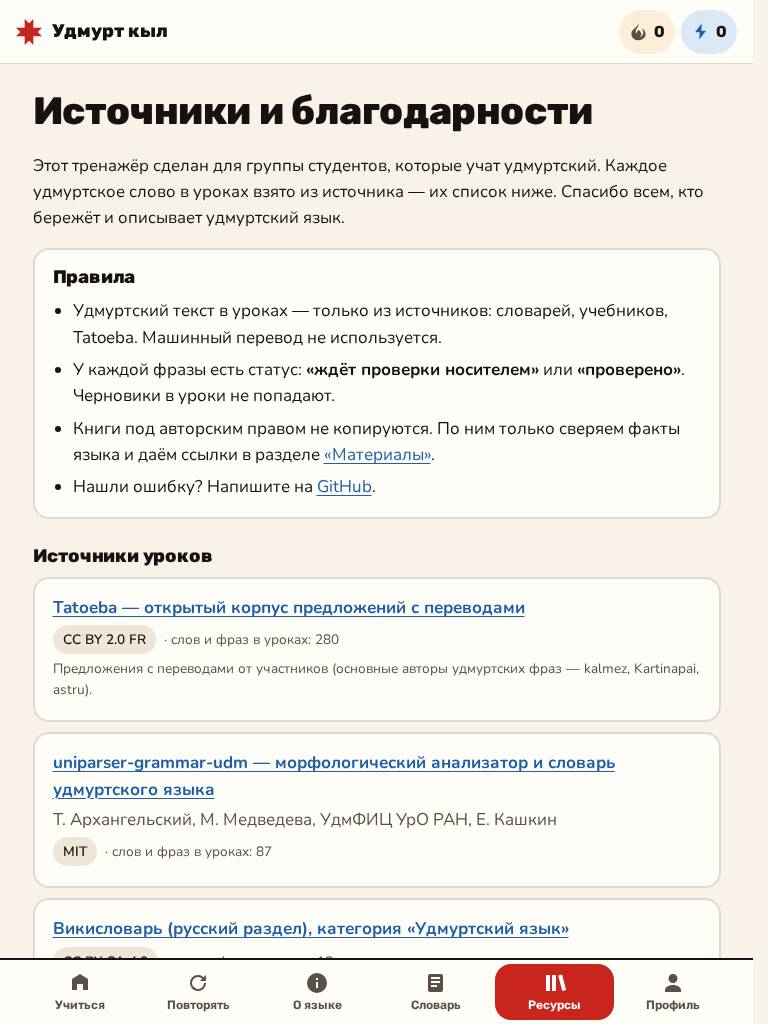 Удмурт кыл
0
0
Источники и благодарности
Этот тренажёр сделан для группы студентов, которые учат удмуртский. Каждое
удмуртское слово в уроках взято из источника — их список ниже. Спасибо всем, кто
бережёт и описывает удмуртский язык.
Правила
• Удмуртский текст в уроках — только из источников: словарей, учебников,
Tatoeba. Машинный перевод не используется.
• У каждой фразы есть статус: «ждёт проверки носителем» или «проверено».
Черновики в уроки не попадают.
• Книги под авторским правом не копируются. По ним только сверяем факты
языка и даём ссылки в разделе «Материалы».
• Нашли ошибку? Напишите на GitHub.
Источники уроков
Tatoeba — открытый корпус предложений с переводами
CC BY 2.0 FR · слов и фраз в уроках: 280
Предложения с переводами от участников (основные авторы удмуртских фраз — kalmez, Kartinapai,
astru).
uniparser-grammar-udm — морфологический анализатор и словарь
удмуртского языка
Т. Архангельский, М. Медведева, УдмФИЦ УрО РАН, Е. Кашкин
MIT · слов и фраз в уроках: 87
Викисловарь (русский раздел), категория «Удмуртский язык»
Учиться
Повторять
О языке
Словарь
Ресурсы
Профиль